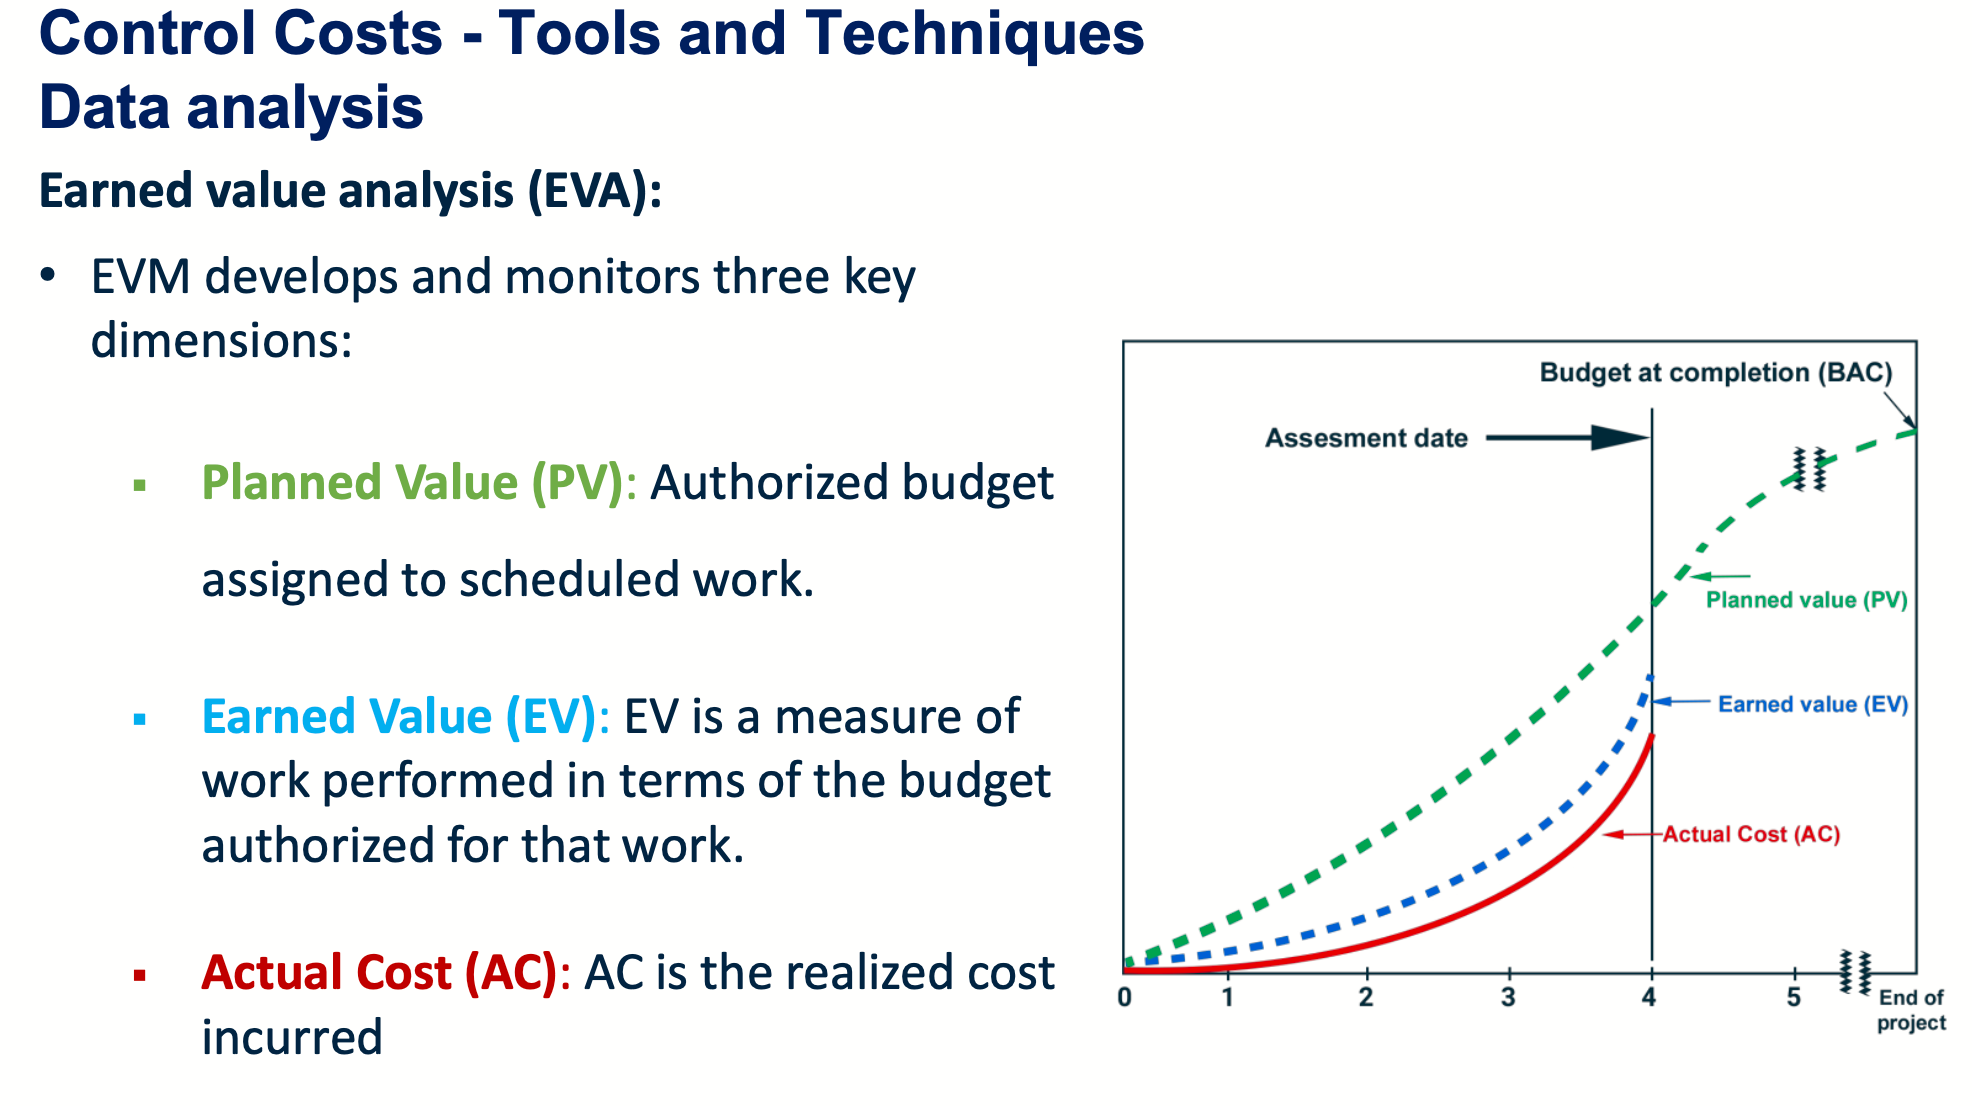 Control Costs - Tools and Techniques
Data analysis
Earned value analysis (EVA):
• EVM develops and monitors three key
dimensions:
▪ Planned Value (PV): Authorized budget
assigned to scheduled work.
▪ Earned Value (EV): EV is a measure of
work performed in terms of the budget
authorized for that work.
▪ Actual Cost (AC): AC is the realized cost
incurred
Budget at completion (BAC)
Assesment date
Planned value (PV)
Earned value (EV)
Actual Cost (AC)
0 1 2 3 4 5 End of
project